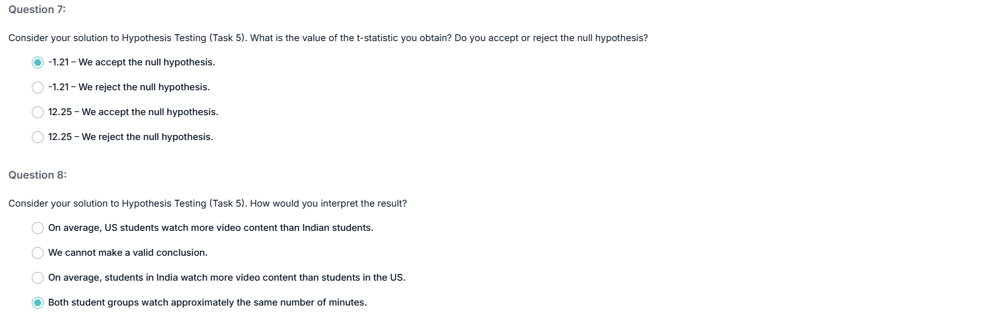 Question 7:
Consider your solution to Hypothesis Testing (Task 5). What is the value of the t-statistic you obtain? Do you accept or reject the null hypothesis?
-1.21 – We accept the null hypothesis.
-1.21 – We reject the null hypothesis.
12.25 – We accept the null hypothesis.
12.25 – We reject the null hypothesis.
Question 8:
Consider your solution to Hypothesis Testing (Task 5). How would you interpret the result?
On average, US students watch more video content than Indian students.
We cannot make a valid conclusion.
On average, students in India watch more video content than students in the US.
Both student groups watch approximately the same number of minutes.